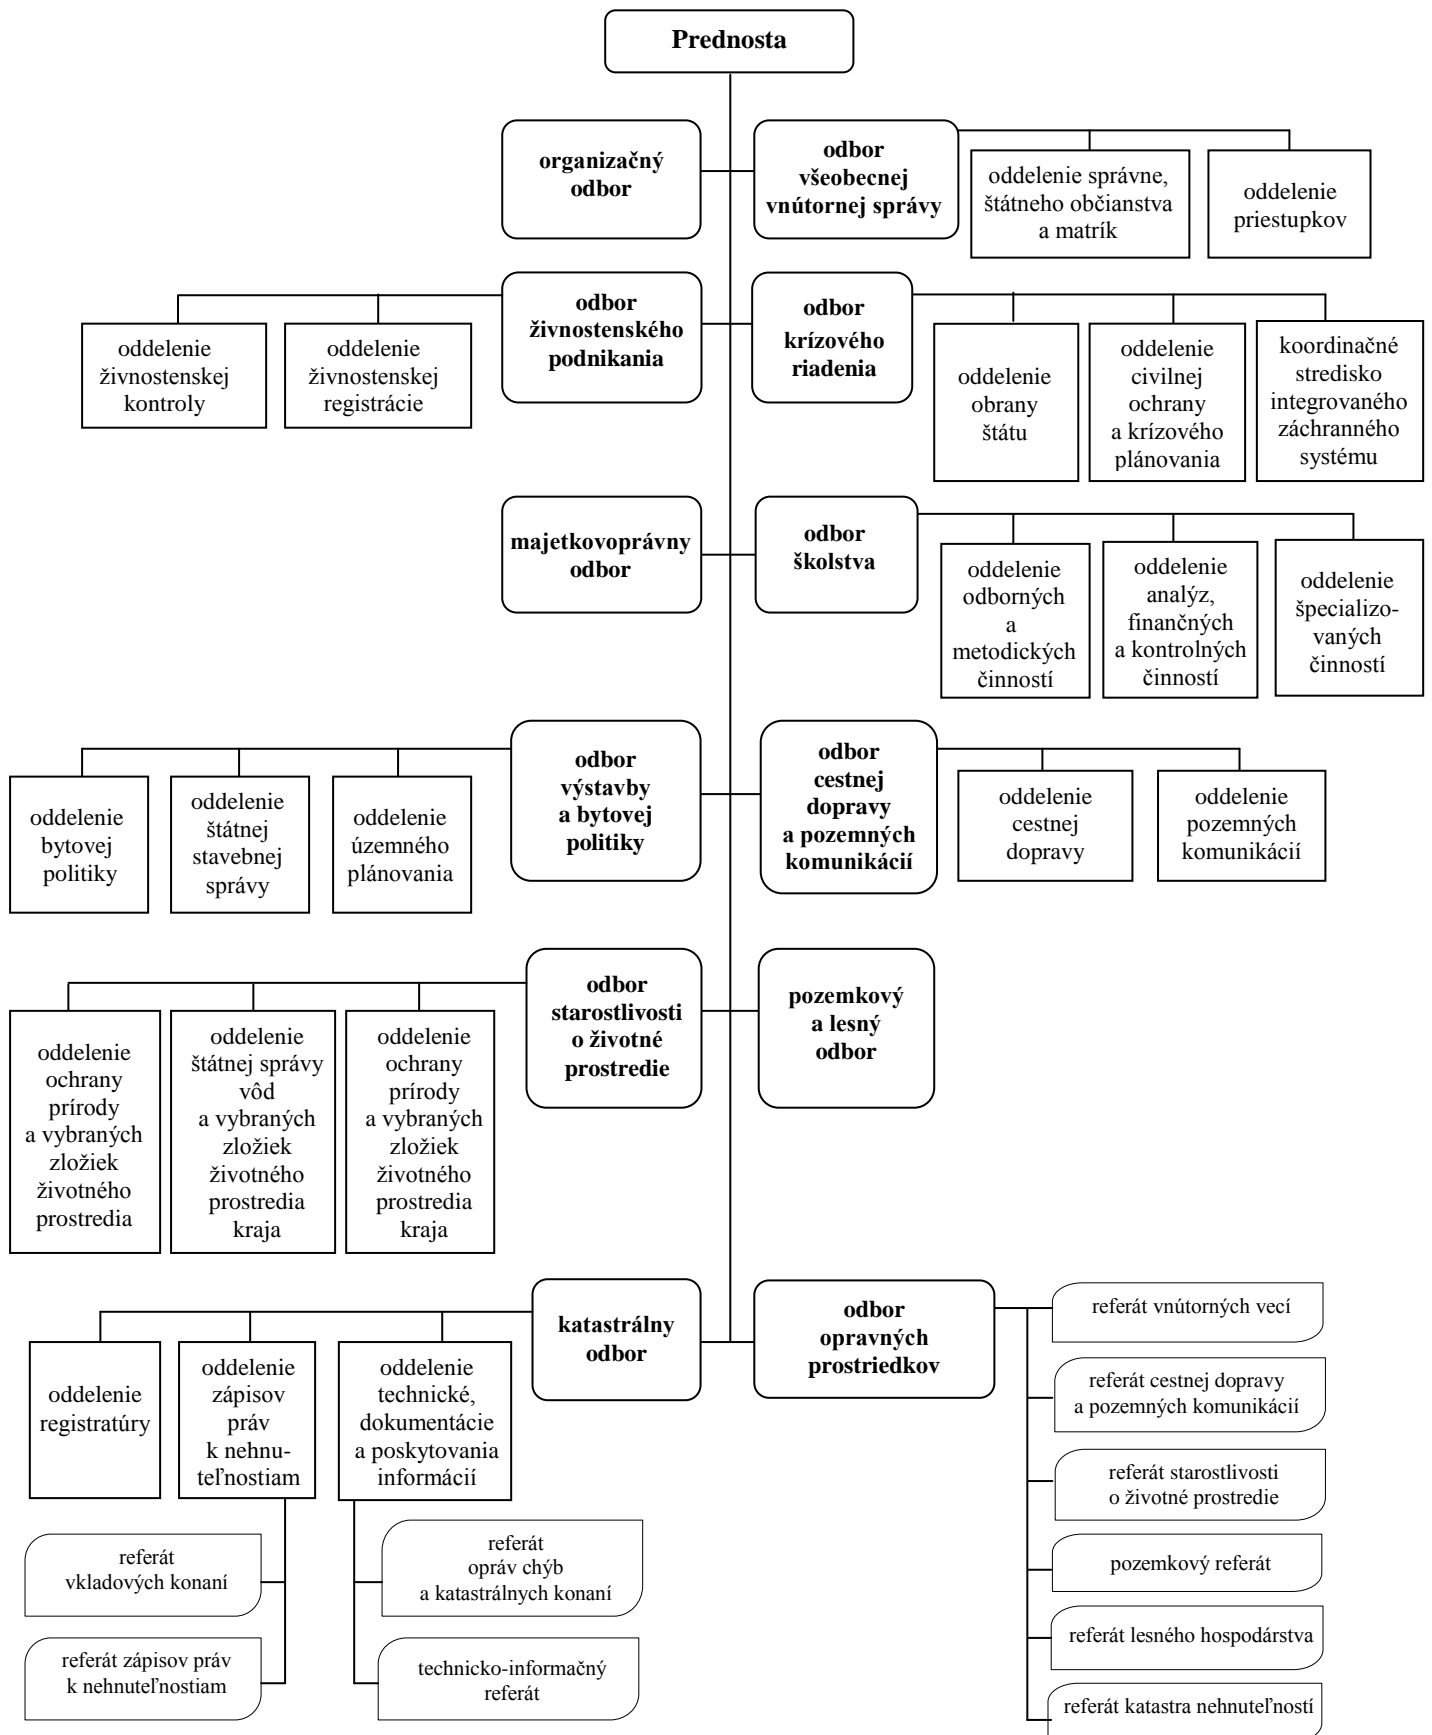 Prednosta
organizačný
odbor
odbor
všeobecnej
vnútornej správy
oddelenie správne,
štátneho občianstva
a matrík
oddelenie
priestupkov
odbor
živnostenského
podnikania
oddelenie
živnostenskej
kontroly
oddelenie
živnostenskej
registrácie
odbor
krízového
riadenia
oddelenie
obrany
štátu
oddelenie
civilnej
ochrany
a krízového
plánovania
koordinačné
stredisko
integrovaného
záchranného
systému
majetkovoprávny
odbor
odbor
školstva
oddelenie
odborných
a
metodických
činností
oddelenie
analýz,
finančných
a kontrolných
činností
oddelenie
špecializo-
vaných
činností
odbor
výstavby
a bytovej
politiky
oddelenie
bytovej
politiky
oddelenie
štátnej
stavebnej
správy
oddelenie
územného
plánovania
odbor
cestnej
dopravy
a pozemných
komunikácií
oddelenie
cestnej
dopravy
oddelenie
pozemných
komunikácií
odbor
starostlivosti
o životné
prostredie
oddelenie
ochrany
prírody
a vybraných
zložiek
životného
prostredia
oddelenie
štátnej správy
vôd
a vybraných
zložiek
životného
prostredia
kraja
oddelenie
ochrany
prírody
a vybraných
zložiek
životného
prostredia
kraja
pozemkový
a lesný
odbor
katastrálny
odbor
oddelenie
registratúry
oddelenie
zápisov
práv
k nehnu-
teľnostiam
oddelenie
technické,
dokumentácie
a poskytovania
informácií
referát
vkladových konaní
referát zápisov práv
k nehnuteľnostiam
referát
opráv chýb
a katastrálnych konaní
technicko-informačný
referát
odbor
opravných
prostriedkov
referát vnútorných vecí
referát cestnej dopravy
a pozemných komunikácií
referát starostlivosti
o životné prostredie
pozemkový referát
referát lesného hospodárstva
referát katastra nehnuteľností